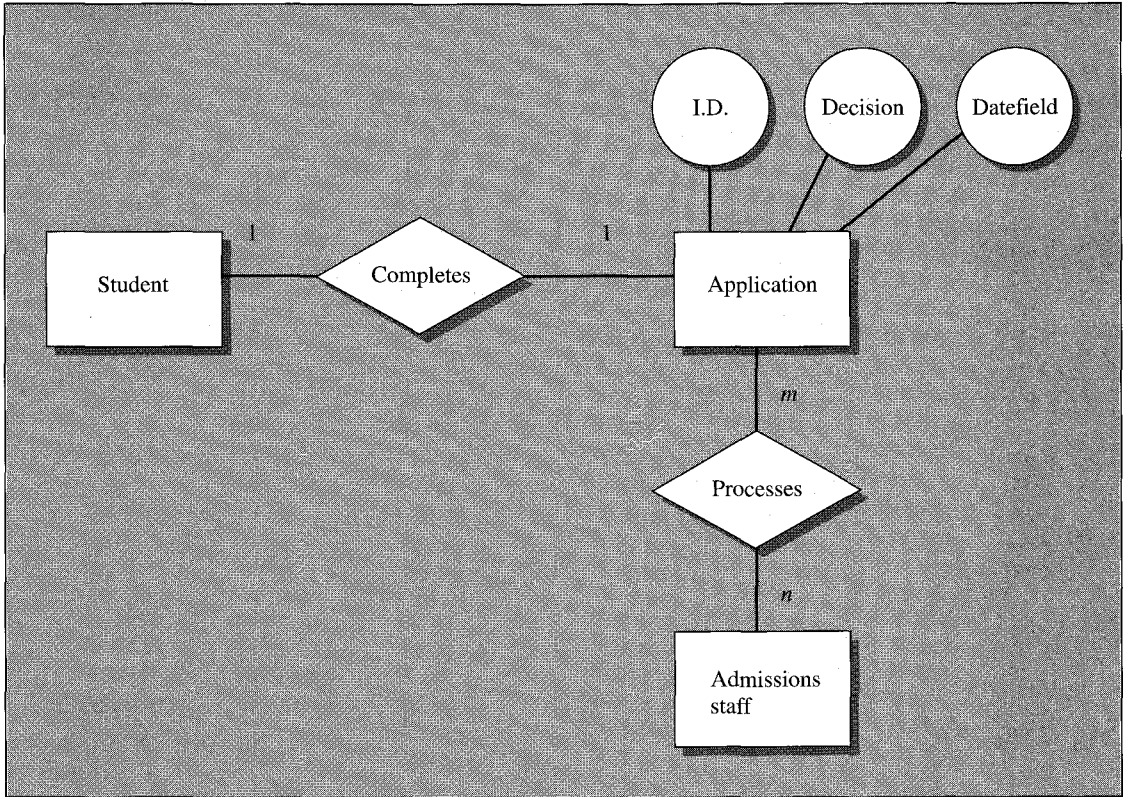 I.D.
Decision
Datefield
1
1
Student
Completes
Application
m
Processes
n
Admissions
staff